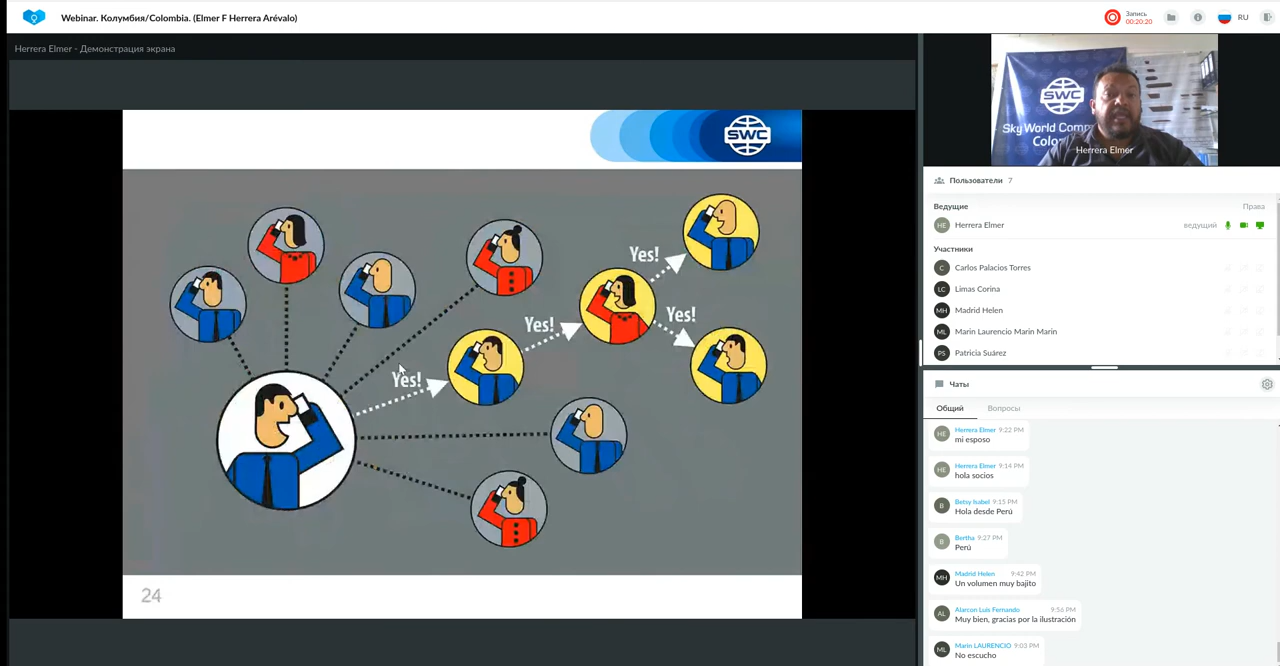 Webinar. Колумбия/Colombia. (Elmer F Herrera Arévalo)
Запись
00:20:20
RU
Herrera Elmer - Демонстрация экрана
SWC
Yes!
Yes!
Yes!
Yes!
24
SWC
Sky World Com
Colo
Herrera Elmer
Пользователи 7
Ведущие
Права
HE
Herrera Elmer
ведущий
Участники
C
Carlos Palacios Torres
LC
Limas Corina
MH
Madrid Helen
ML
Marin Laurencio Marin Marin
PS
Patricia Suárez
Чаты
Общий
Вопросы
HE
Herrera Elmer 9:22 PM
mi esposo
HE
Herrera Elmer 9:14 PM
hola socios
B
Betsy Isabel 9:15 PM
Hola desde Perú
B
Bertha 9:27 PM
Perú
MH
Madrid Helen 9:42 PM
Un volumen muy bajito
AL
Alarcon Luis Fernando 9:56 PM
Muy bien, gracias por la ilustración
ML
Marin LAURENCIO 9:03 PM
No escucho